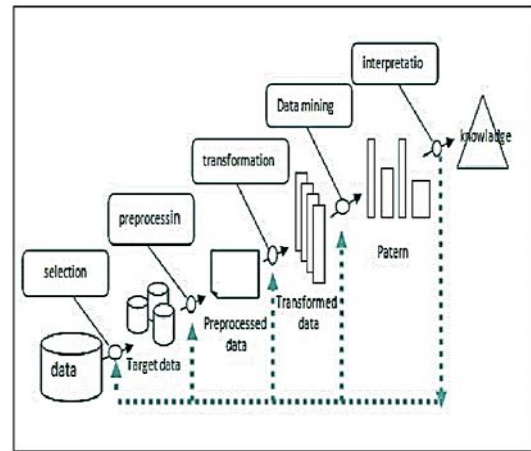 interpretatio
Data mining
knowladge
transformation
preprocessin
Patern
selection
Transformed
data
Preprocessed
data
Target data
data